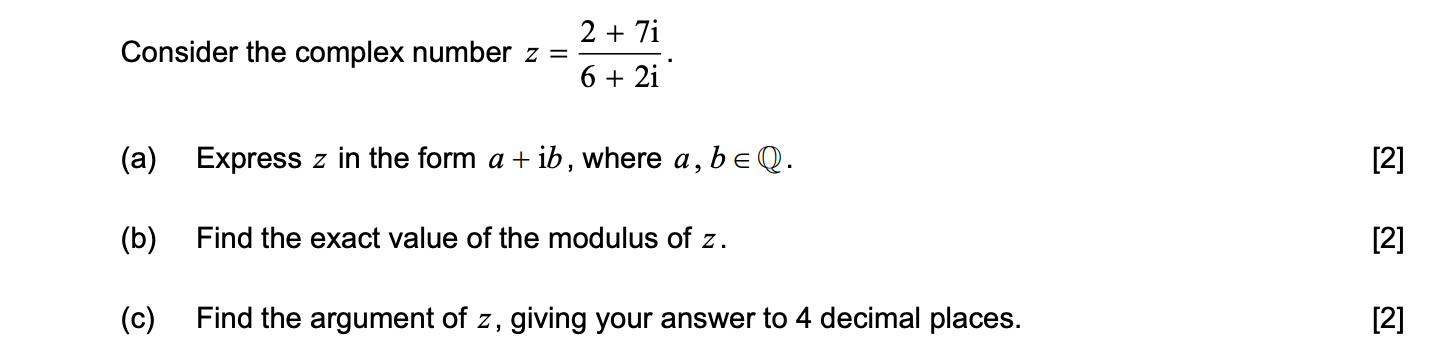 Consider the complex number z = (2 + 7i)/(6 + 2i).
(a) Express z in the form a + ib, where a, b ∈ ℚ. [2]
(b) Find the exact value of the modulus of z. [2]
(c) Find the argument of z, giving your answer to 4 decimal places. [2]